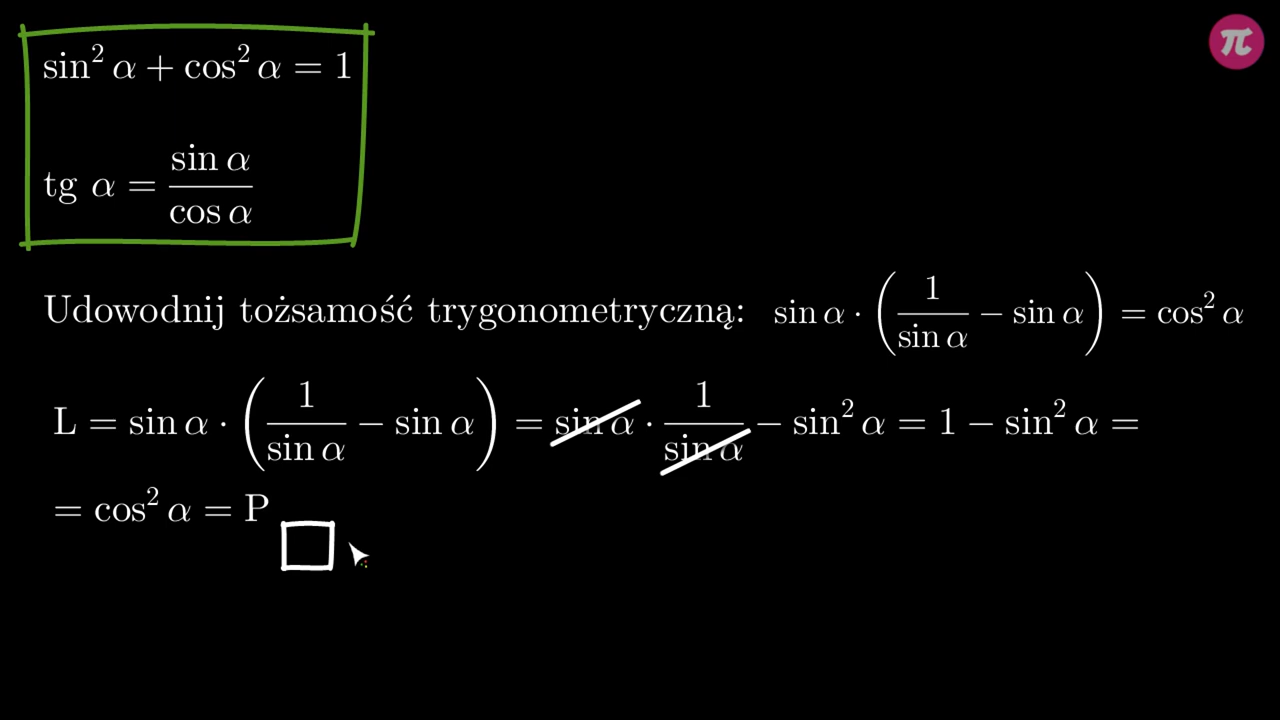 sin² α + cos² α = 1
tg α = sin α / cos α
Udowodnij tożsamość trygonometryczną: sin α · (1 / sin α − sin α) = cos² α
L = sin α · (1 / sin α − sin α) = sin α · 1 / sin α − sin² α = 1 − sin² α =
= cos² α = P
π